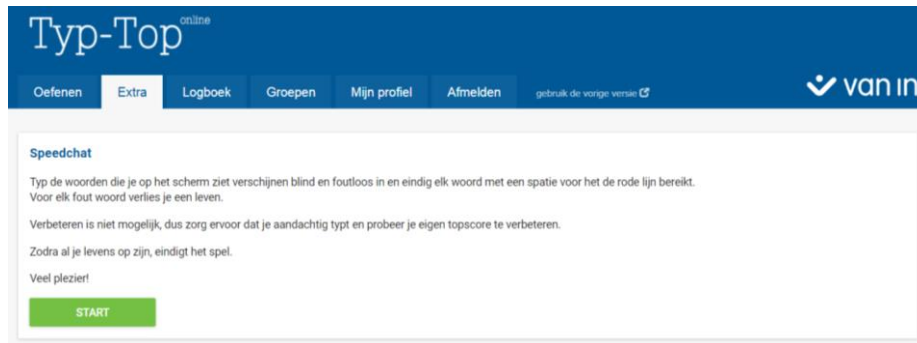 Typ-Top online
Oefenen Extra Logboek Groepen Mijn profiel Afmelden gebruik de vorige versie van in
Speedchat
Typ de woorden die je op het scherm ziet verschijnen blind en foutloos in en eindig elk woord met een spatie voor het de rode lijn bereikt.
Voor elk fout woord verlies je een leven.
Verbeteren is niet mogelijk, dus zorg ervoor dat je aandachtig typt en probeer je eigen topscore te verbeteren.
Zodra al je levens op zijn, eindigt het spel.
Veel plezier!
START